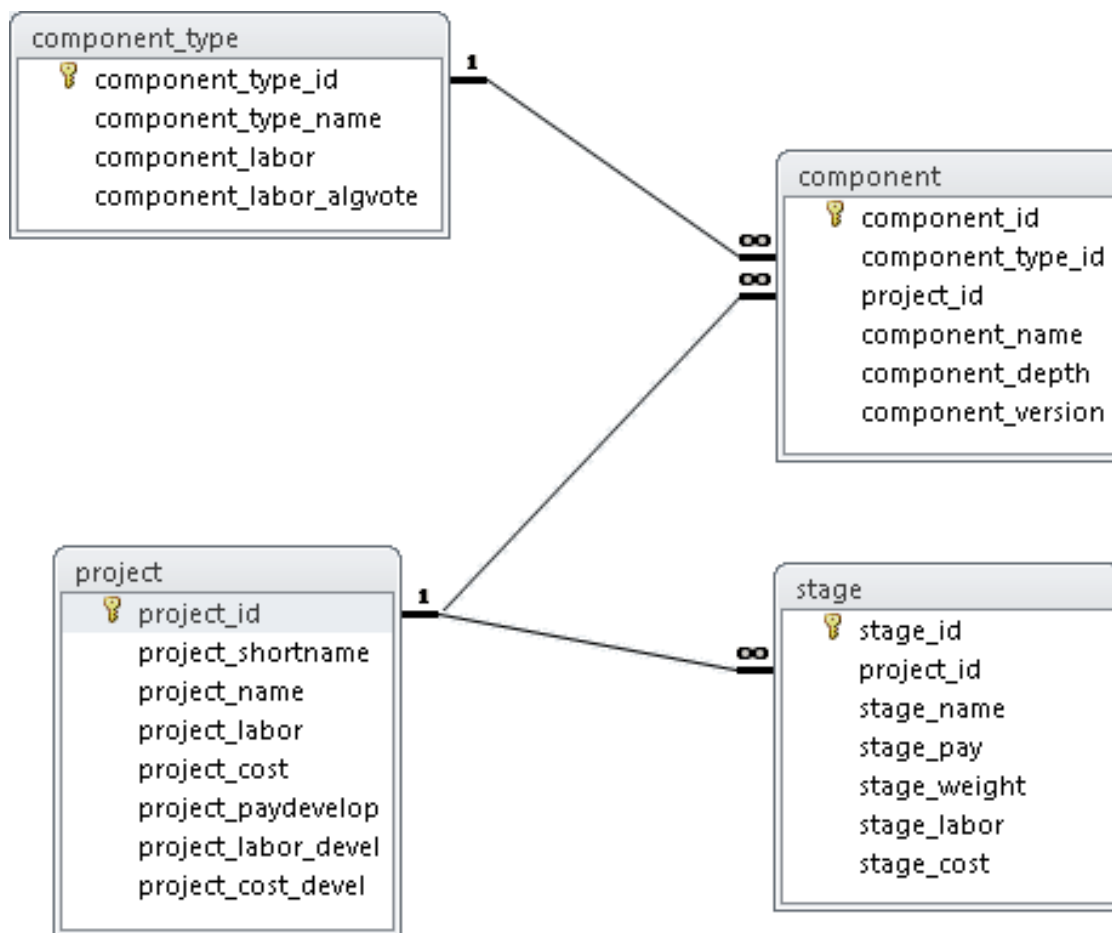 component_type
component_type_id
component_type_name
component_labor
component_labor_algvote
1
component
component_id
component_type_id
project_id
component_name
component_depth
component_version
∞
∞
project
project_id
project_shortname
project_name
project_labor
project_cost
project_paydevelop
project_labor_devel
project_cost_devel
1
∞
stage
stage_id
project_id
stage_name
stage_pay
stage_weight
stage_labor
stage_cost